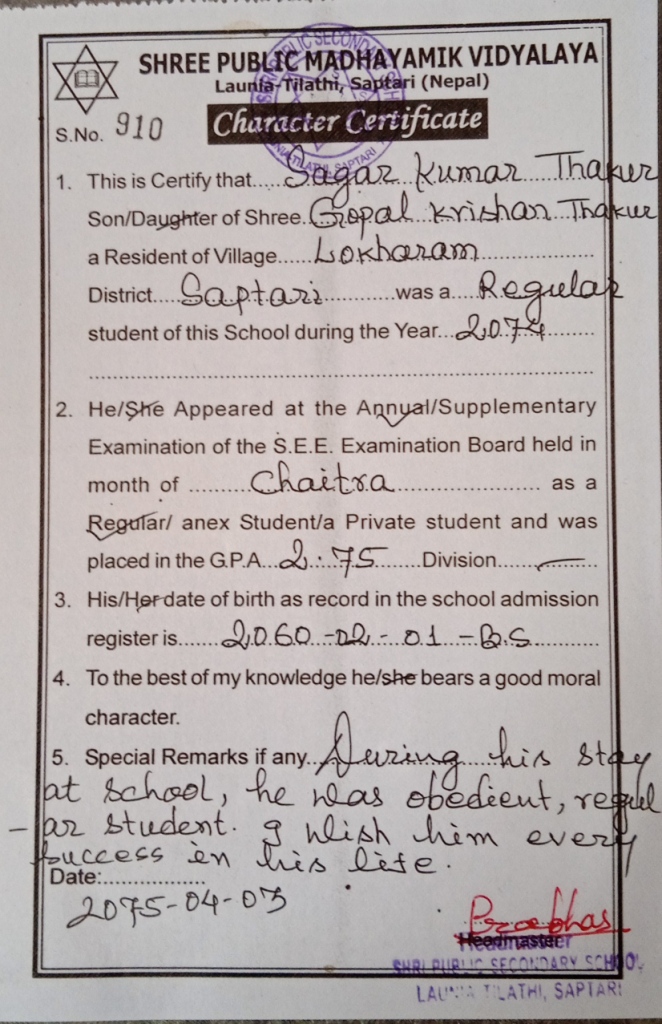 SHREE PUBLIC MADHAYAMIK VIDYALAYA
Launia-Tilathi, Saptari (Nepal)
S.No. 910
Character Certificate
1. This is Certify that.....Sagar Kumar Thakur
Son/Daughter of Shree.Gopal Krishan Thakur
a Resident of Village......Lokharam..................
District....Saptari............was a....Regular
student of this School during the Year...2074........
..............................................................................
2. He/She Appeared at the Annual/Supplementary
Examination of the S.E.E. Examination Board held in
month of ..........Chaitra....................... as a
Regular/ anex Student/a Private student and was
placed in the G.P.A...2.75......Division............
3. His/Her date of birth as record in the school admission
register is.......2060-02-01-B.S..........
4. To the best of my knowledge he/she bears a good moral
character.
5. Special Remarks if any..During his stay
at school, he was obedient, regul
-ar student. I wish him every
success in his life.
Date:.................
2075-04-03
Prabhas
Headmaster
SHRI PUBLIC SECONDARY SCHOOL
LAUNIA TILATHI, SAPTARI